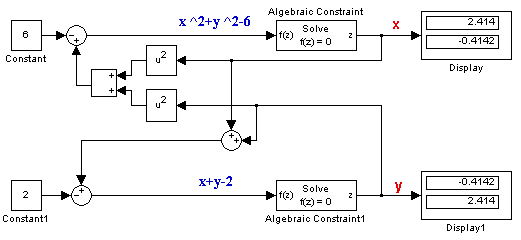 Algebraic Constraint
x ^2+y ^2-6
x
6
f(z) Solve f(z) = 0 z
2.414
-0.4142
Constant
Display
u2
u2
x+y-2
y
2
f(z) Solve f(z) = 0 z
-0.4142
2.414
Constant1
Algebraic Constraint1
Display1